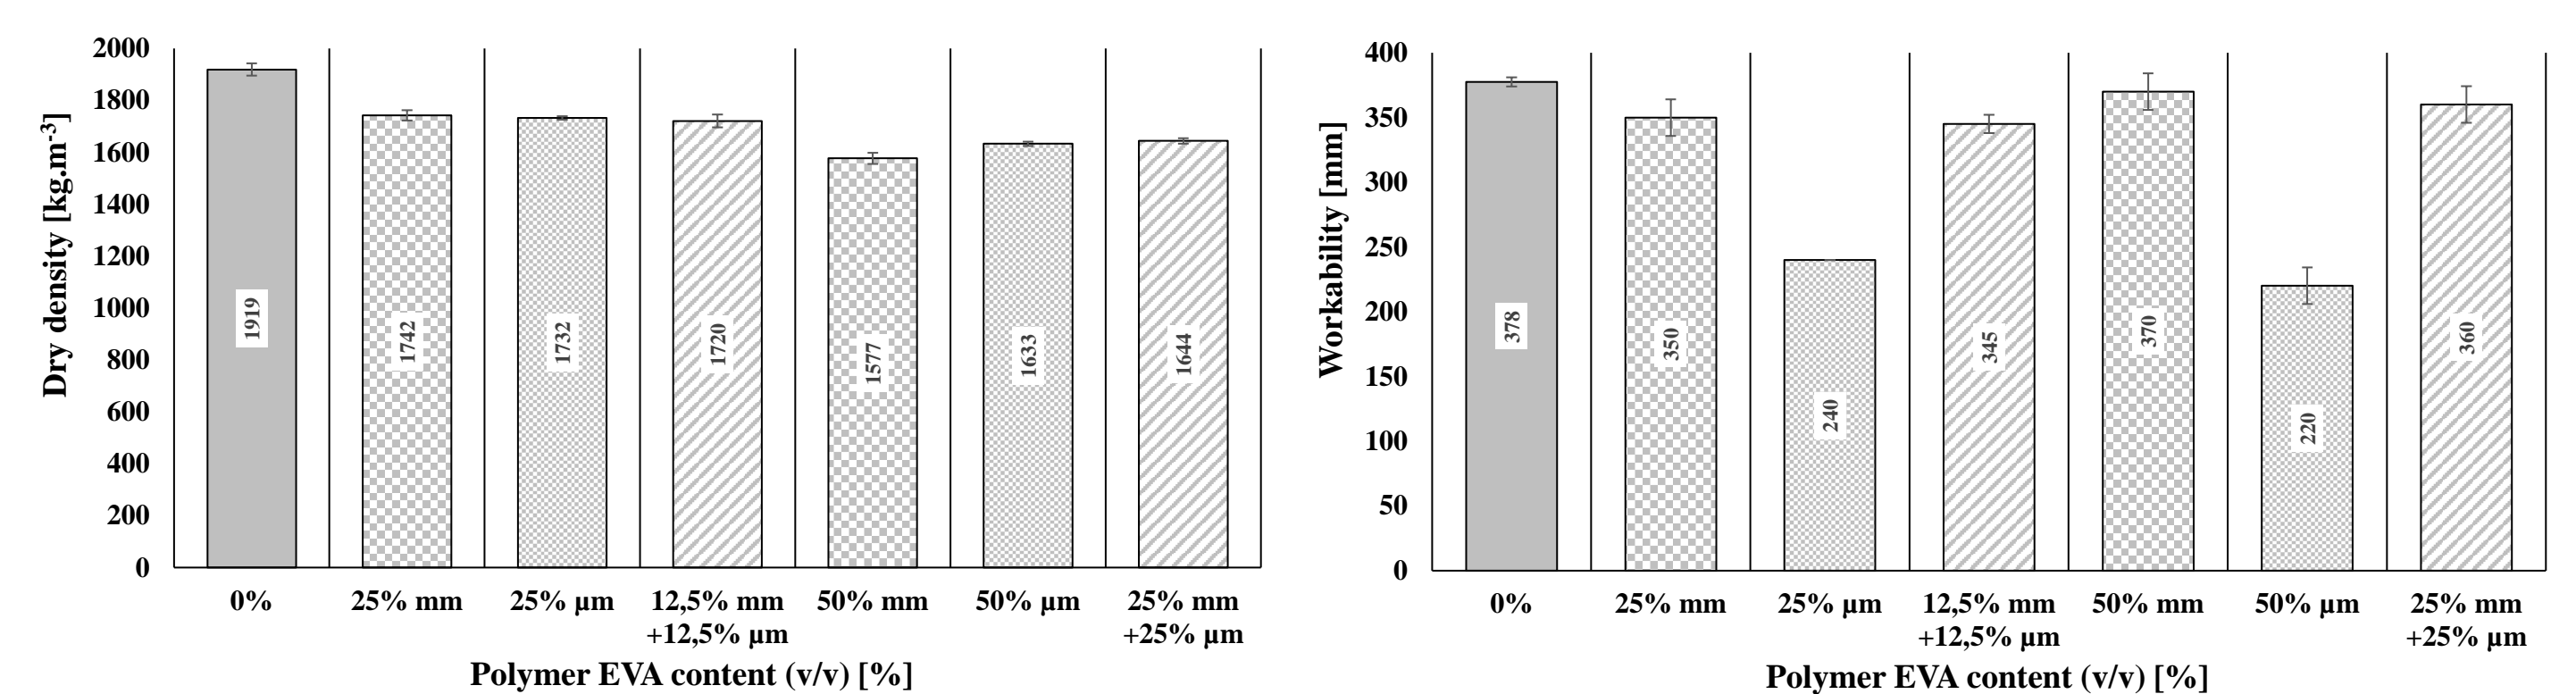 Dry density [kg.m-3]
2000
1800
1600
1400
1200
1000
800
600
400
200
0
1919
1742
1732
1720
1577
1633
1644
0%
25% mm
25% µm
12,5% mm
+12,5% µm
50% mm
50% µm
25% mm
+25% µm
Polymer EVA content (v/v) [%]
Workability [mm]
400
350
300
250
200
150
100
50
0
378
350
240
345
370
220
360
0%
25% mm
25% µm
12,5% mm
+12,5% µm
50% mm
50% µm
25% mm
+25% µm
Polymer EVA content (v/v) [%]